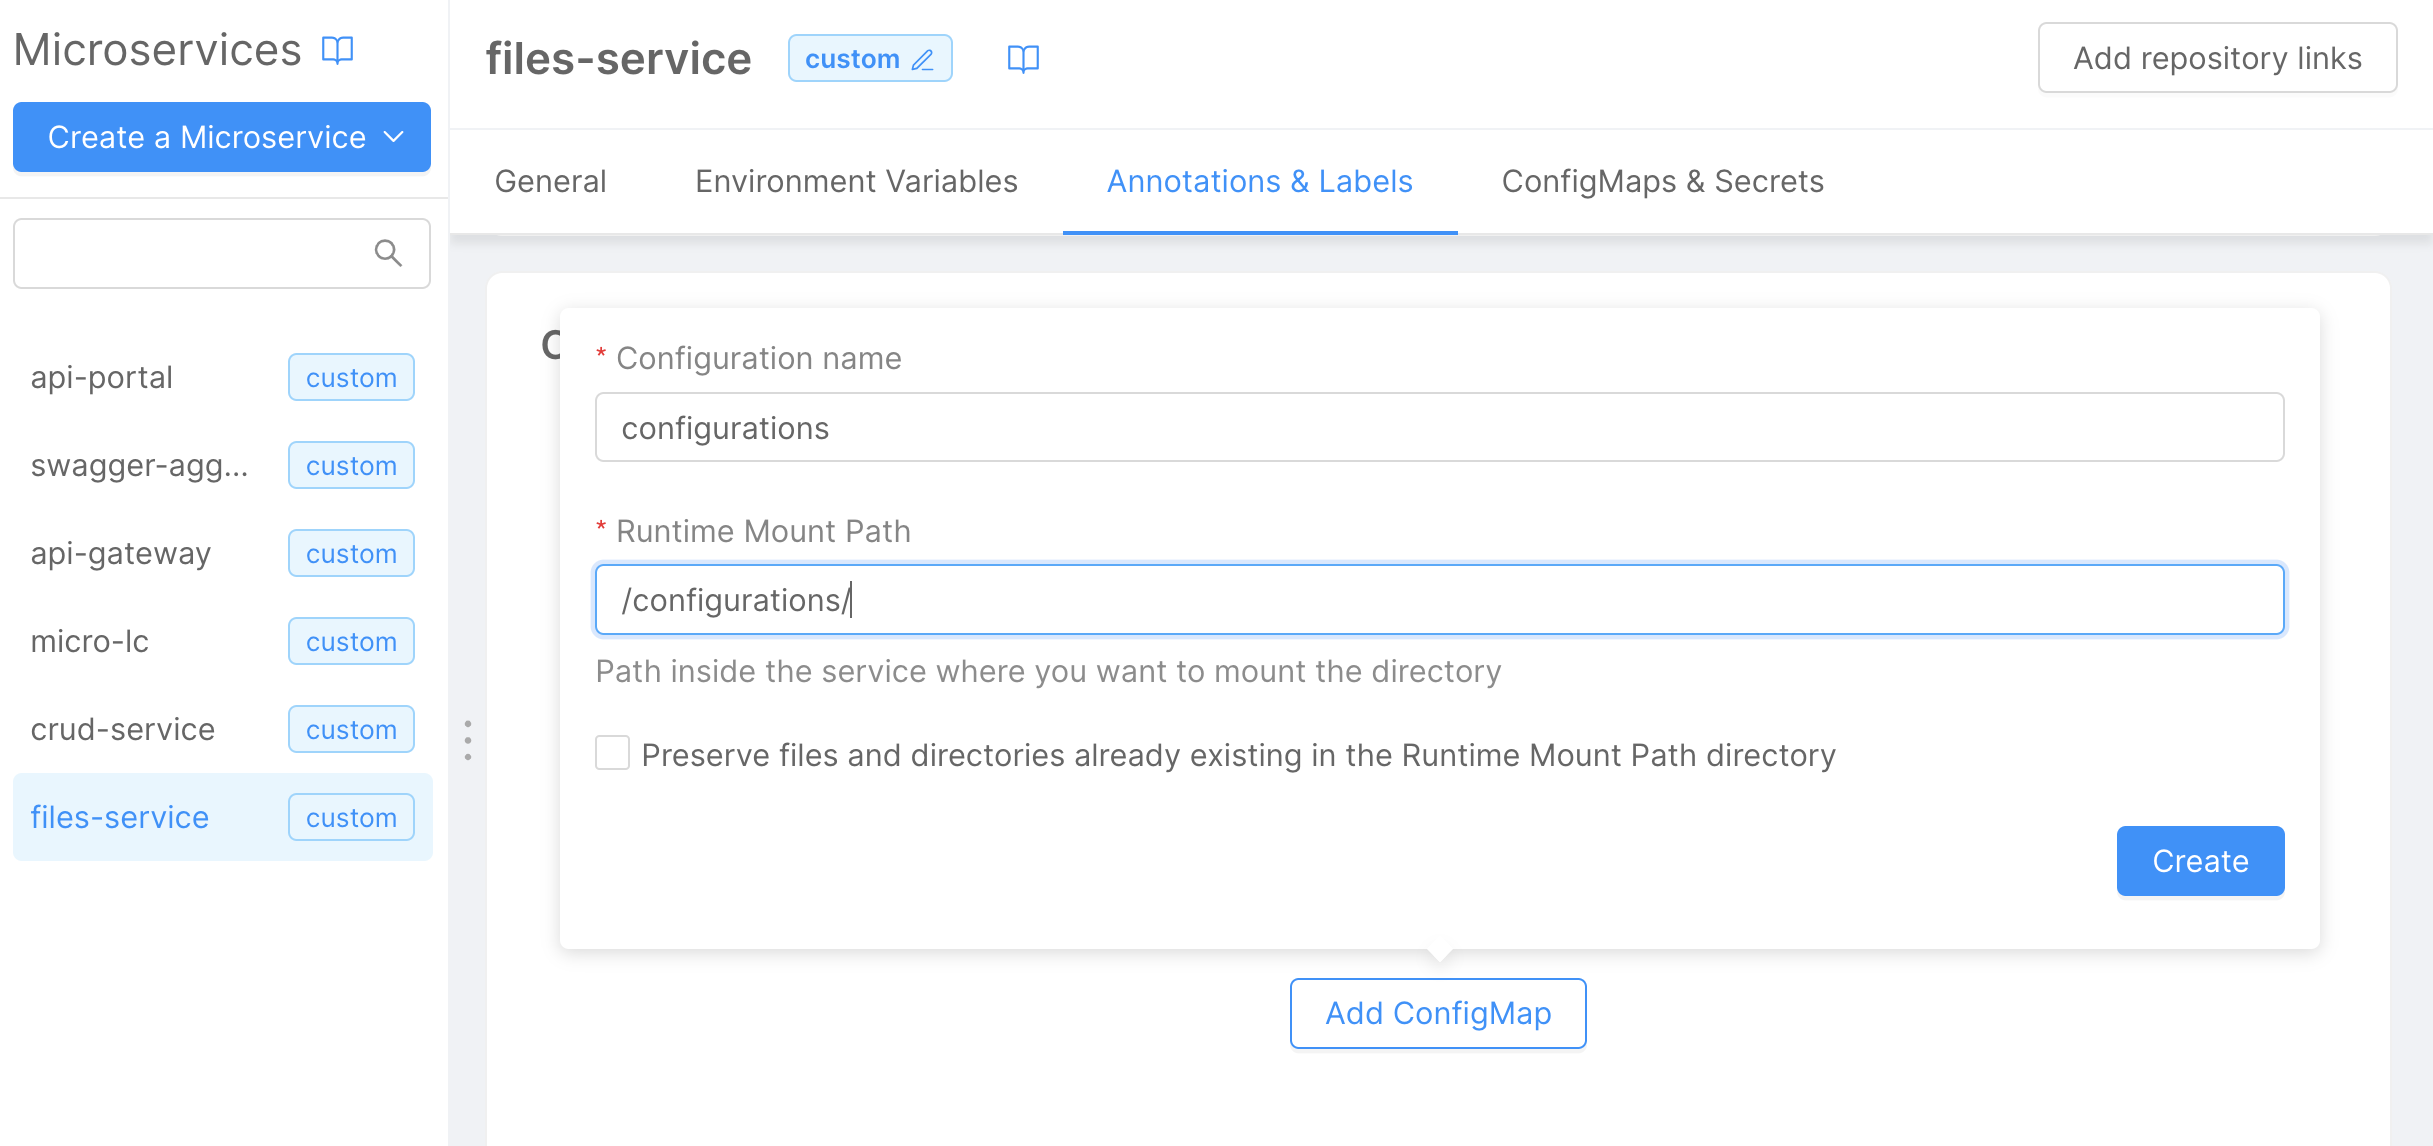 Microservices
Create a Microservice
api-portal custom
swagger-agg... custom
api-gateway custom
micro-lc custom
crud-service custom
files-service custom
files-service custom
Add repository links
General Environment Variables Annotations & Labels ConfigMaps & Secrets
* Configuration name
configurations
* Runtime Mount Path
/configurations/
Path inside the service where you want to mount the directory
Preserve files and directories already existing in the Runtime Mount Path directory
Create
Add ConfigMap